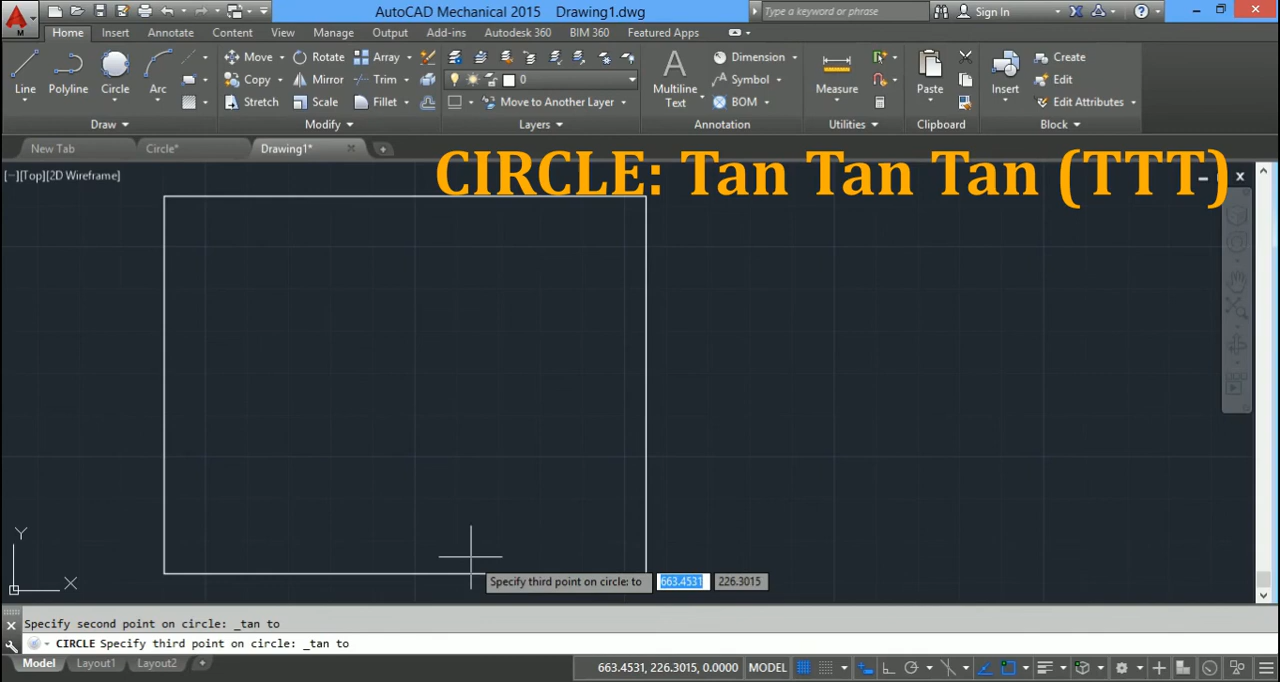 AutoCAD Mechanical 2015 Drawing1.dwg
Type a keyword or phrase
Sign In
M
Home Insert Annotate Content View Manage Output Add-ins Autodesk 360 BIM 360 Featured Apps
Line
Polyline
Circle
Arc
Draw
Move Rotate Array
Copy Mirror Trim
Stretch Scale Fillet
Modify
0
Move to Another Layer
Layers
Multiline
Text
Dimension
Symbol
BOM
Annotation
Measure
Utilities
Paste
Clipboard
Insert
Create
Edit
Edit Attributes
Block
New Tab Circle* Drawing1*
[−][Top][2D Wireframe]
CIRCLE: Tan Tan Tan (TTT)
Y
X
Specify third point on circle: to 663.4531 226.3015
Specify second point on circle: _tan to
CIRCLE Specify third point on circle: _tan to
Model Layout1 Layout2
663.4531, 226.3015, 0.0000 MODEL